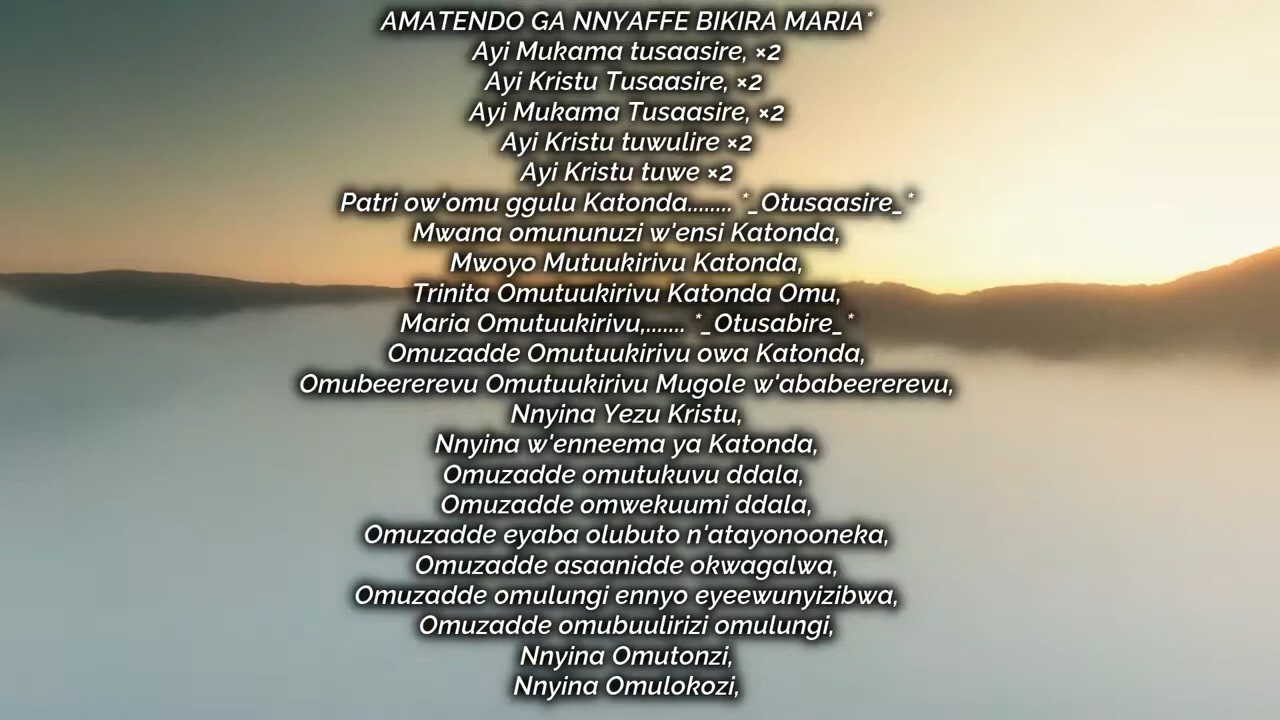 AMATENDO GA NNYAFFE BIKIRA MARIA*
Ayi Mukama tusaasire, ×2
Ayi Kristu Tusaasire, ×2
Ayi Mukama Tusaasire, ×2
Ayi Kristu tuwulire ×2
Ayi Kristu tuwe ×2
Patri ow'omu ggulu Katonda........ *_Otusaasire_*
Mwana omununuzi w'ensi Katonda,
Mwoyo Mutuukirivu Katonda,
Trinita Omutuukirivu Katonda Omu,
Maria Omutuukirivu,....... *_Otusabire_*
Omuzadde Omutuukirivu owa Katonda,
Omubeererevu Omutuukirivu Mugole w'ababeererevu,
Nnyina Yezu Kristu,
Nnyina w'enneema ya Katonda,
Omuzadde omutukuvu ddala,
Omuzadde omwekuumi ddala,
Omuzadde eyaba olubuto n'atayonooneka,
Omuzadde asaanidde okwagalwa,
Omuzadde omulungi ennyo eyeewunyizibwa,
Omuzadde omubuulirizi omulungi,
Nnyina Omutonzi,
Nnyina Omulokozi,